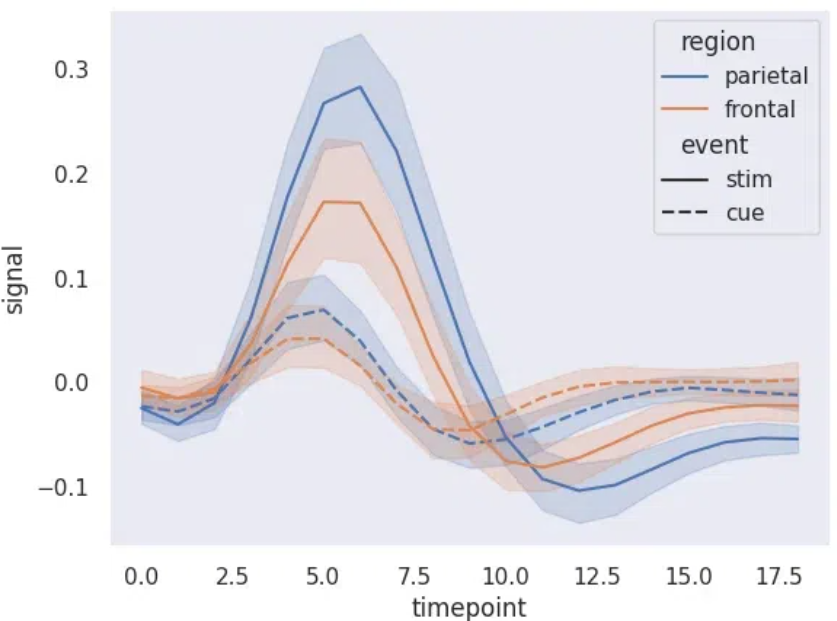 region
parietal
frontal
event
stim
cue
0.3
0.2
0.1
0.0
−0.1
signal
0.0 2.5 5.0 7.5 10.0 12.5 15.0 17.5
timepoint